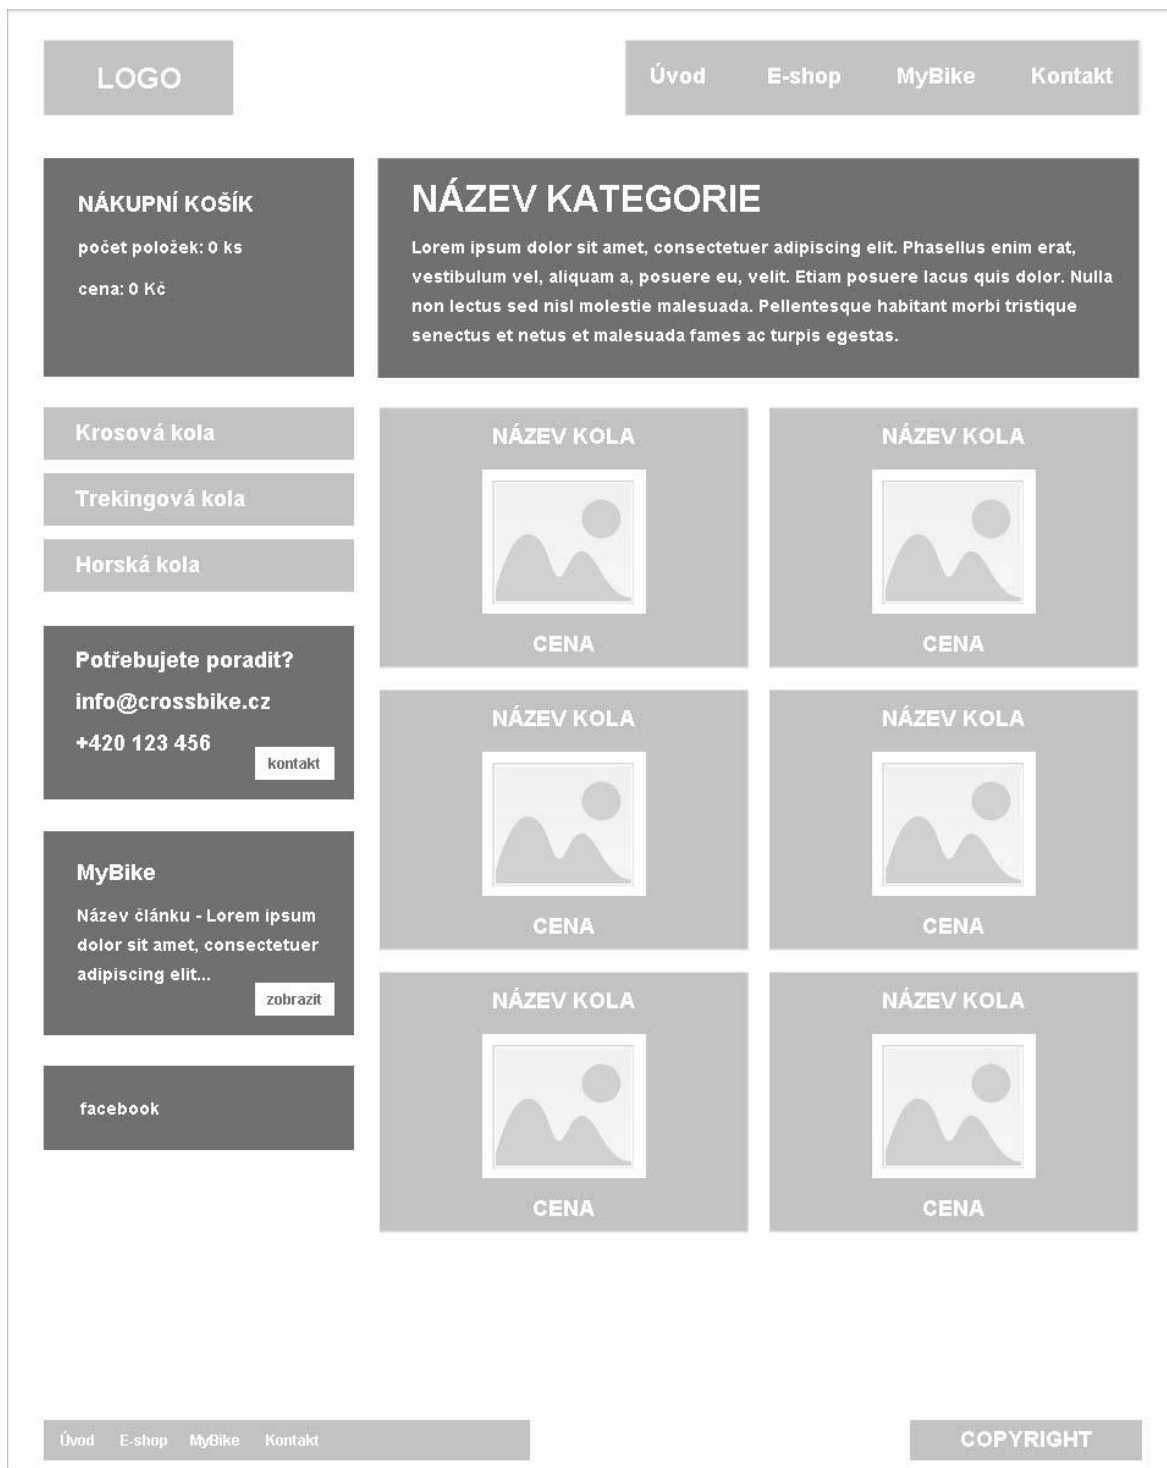 LOGO
Úvod E-shop MyBike Kontakt
NÁKUPNÍ KOŠÍK
počet položek: 0 ks
cena: 0 Kč
NÁZEV KATEGORIE
Lorem ipsum dolor sit amet, consectetuer adipiscing elit. Phasellus enim erat,
vestibulum vel, aliquam a, posuere eu, velit. Etiam posuere lacus quis dolor. Nulla
non lectus sed nisl molestie malesuada. Pellentesque habitant morbi tristique
senectus et netus et malesuada fames ac turpis egestas.
Krosová kola
Trekingová kola
Horská kola
Potřebujete poradit?
info@crossbike.cz
+420 123 456
kontakt
MyBike
Název článku - Lorem ipsum
dolor sit amet, consectetuer
adipiscing elit...
zobrazit
facebook
NÁZEV KOLA
CENA
NÁZEV KOLA
CENA
NÁZEV KOLA
CENA
NÁZEV KOLA
CENA
NÁZEV KOLA
CENA
NÁZEV KOLA
CENA
Úvod E-shop MyBike Kontakt
COPYRIGHT